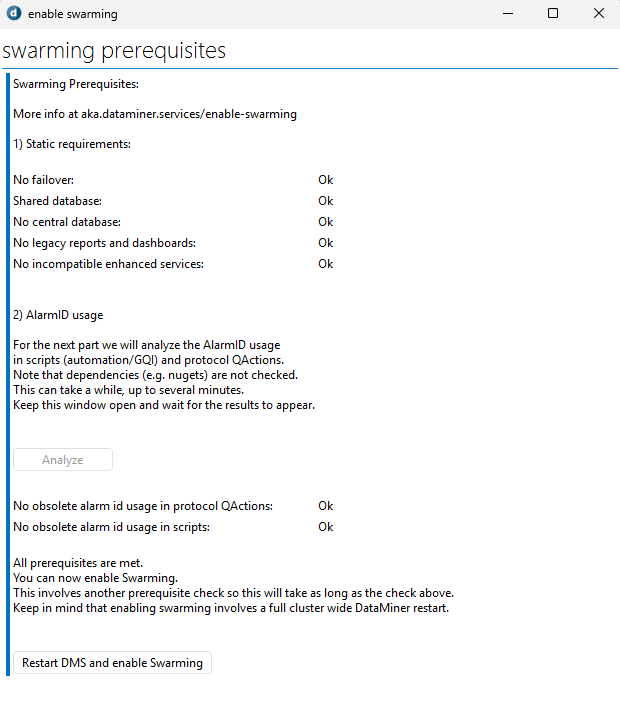 enable swarming
swarming prerequisites
Swarming Prerequisites:
More info at aka.dataminer.services/enable-swarming
1) Static requirements:
No failover: Ok
Shared database: Ok
No central database: Ok
No legacy reports and dashboards: Ok
No incompatible enhanced services: Ok
2) AlarmID usage
For the next part we will analyze the AlarmID usage
in scripts (automation/GQI) and protocol QActions.
Note that dependencies (e.g. nugets) are not checked.
This can take a while, up to several minutes.
Keep this window open and wait for the results to appear.
Analyze
No obsolete alarm id usage in protocol QActions: Ok
No obsolete alarm id usage in scripts: Ok
All prerequisites are met.
You can now enable Swarming.
This involves another prerequisite check so this will take as long as the check above.
Keep in mind that enabling swarming involves a full cluster wide DataMiner restart.
Restart DMS and enable Swarming